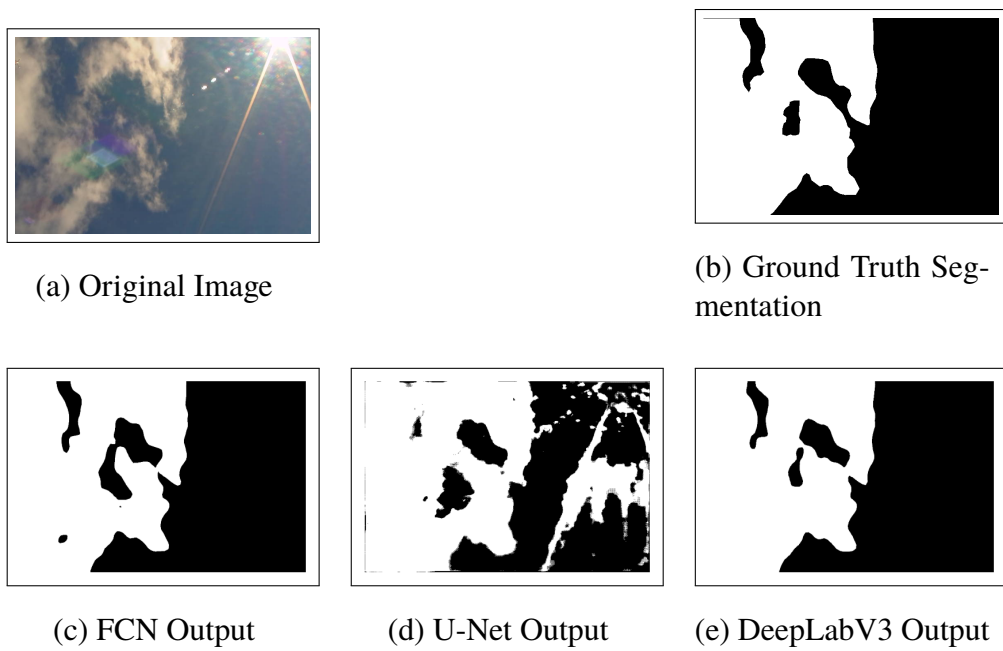 (a) Original Image
(b) Ground Truth Seg-
mentation
(c) FCN Output
(d) U-Net Output
(e) DeepLabV3 Output